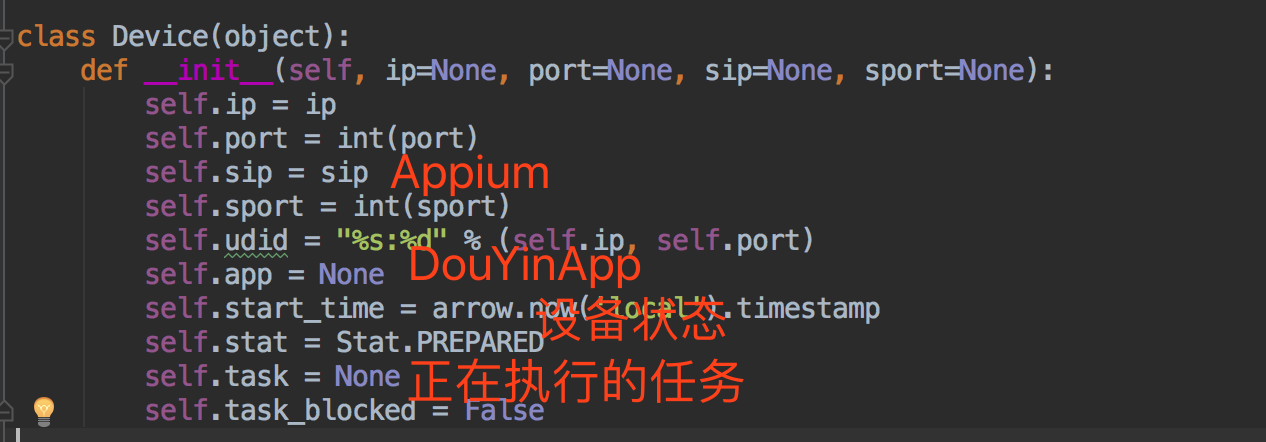 class Device(object):
def __init__(self, ip=None, port=None, sip=None, sport=None):
self.ip = ip
self.port = int(port)
self.sip = sip Appium
self.sport = int(sport)
self.udid = "%s:%d" % (self.ip, self.port)
self.app = None DouYinApp
self.start_time = arrow.now('local').timestamp
self.stat = Stat.PREPARED 设备状态
self.task = None 正在执行的任务
self.task_blocked = False